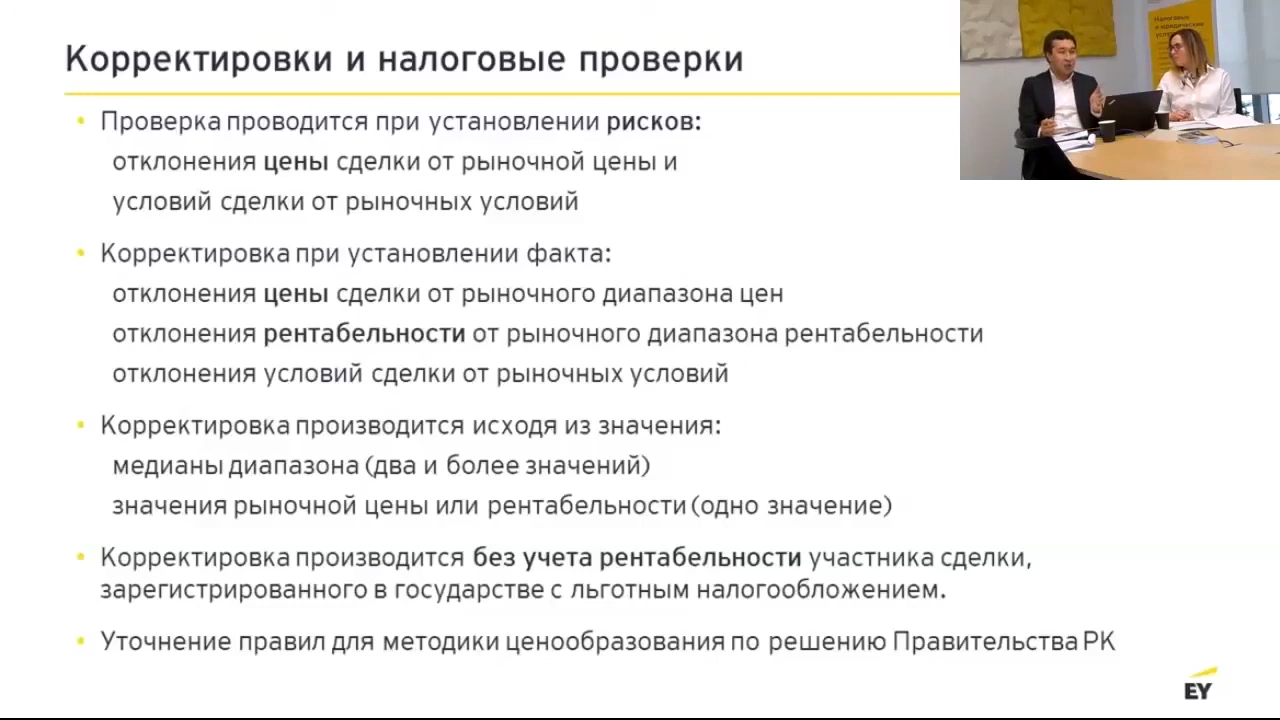 Корректировки и налоговые проверки
Проверка проводится при установлении рисков:
отклонения цены сделки от рыночной цены и
условий сделки от рыночных условий
Корректировка при установлении факта:
отклонения цены сделки от рыночного диапазона цен
отклонения рентабельности от рыночного диапазона рентабельности
отклонения условий сделки от рыночных условий
Корректировка производится исходя из значения:
медианы диапазона (два и более значений)
значения рыночной цены или рентабельности (одно значение)
Корректировка производится без учета рентабельности участника сделки,
зарегистрированного в государстве с льготным налогообложением.
Уточнение правил для методики ценообразования по решению Правительства РК
EY
Налоговые
и юридические
услуги